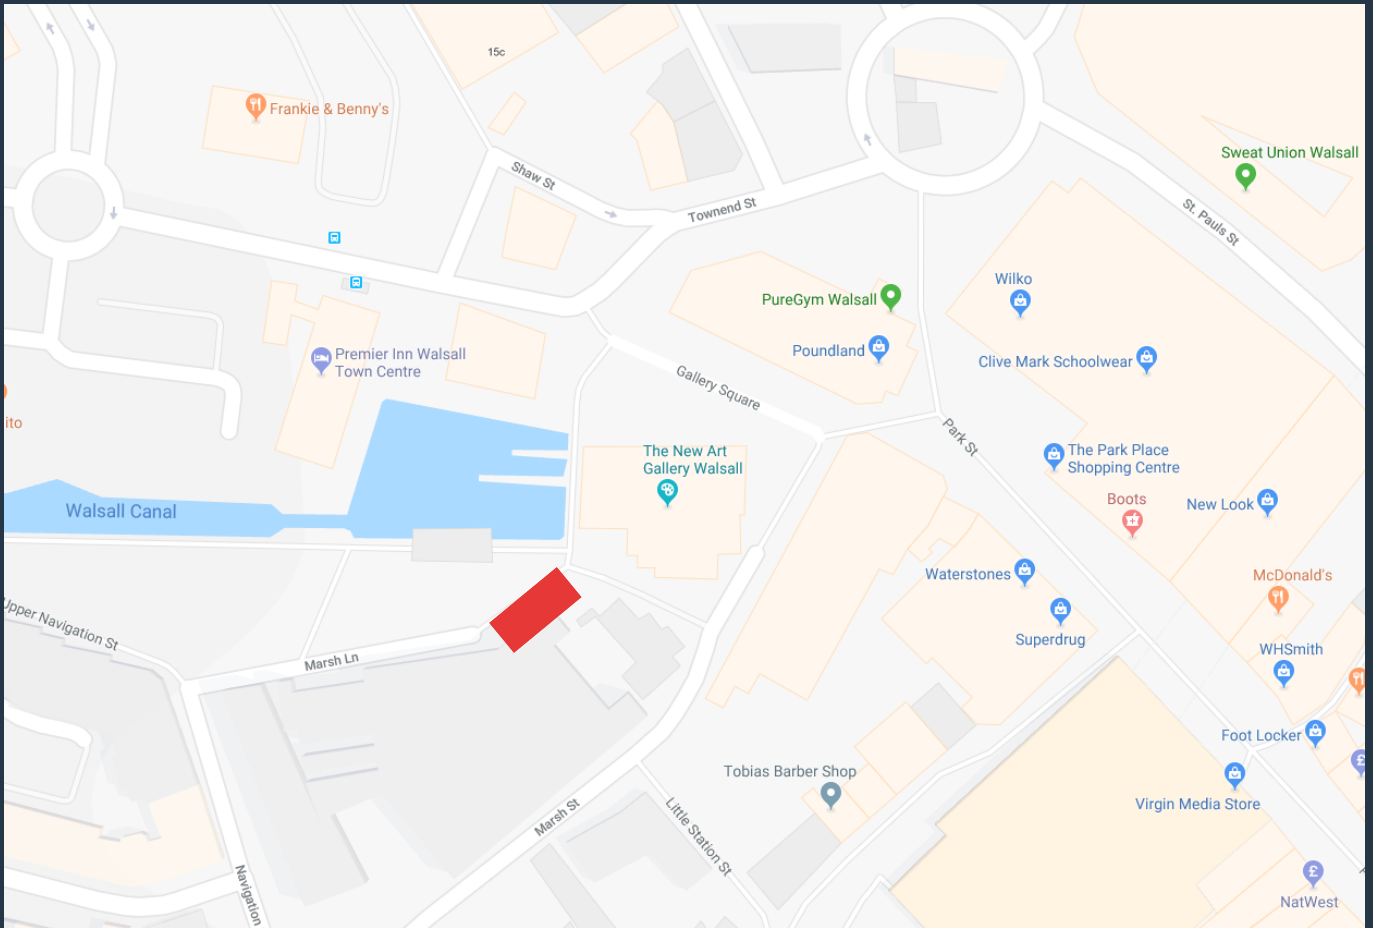 15c
Frankie & Benny's
Sweat Union Walsall
Shaw St
Townend St
St. Pauls St
Wilko
PureGym Walsall
Poundland
Clive Mark Schoolwear
Premier Inn Walsall
Town Centre
Gallery Square
ito
Park St
The New Art
Gallery Walsall
The Park Place
Shopping Centre
Boots
New Look
Walsall Canal
Waterstones
McDonald's
Upper Navigation St
Superdrug
Marsh Ln
WHSmith
Foot Locker
Tobias Barber Shop
Virgin Media Store
Marsh St
Little Station St
Navigation
£
£
NatWest